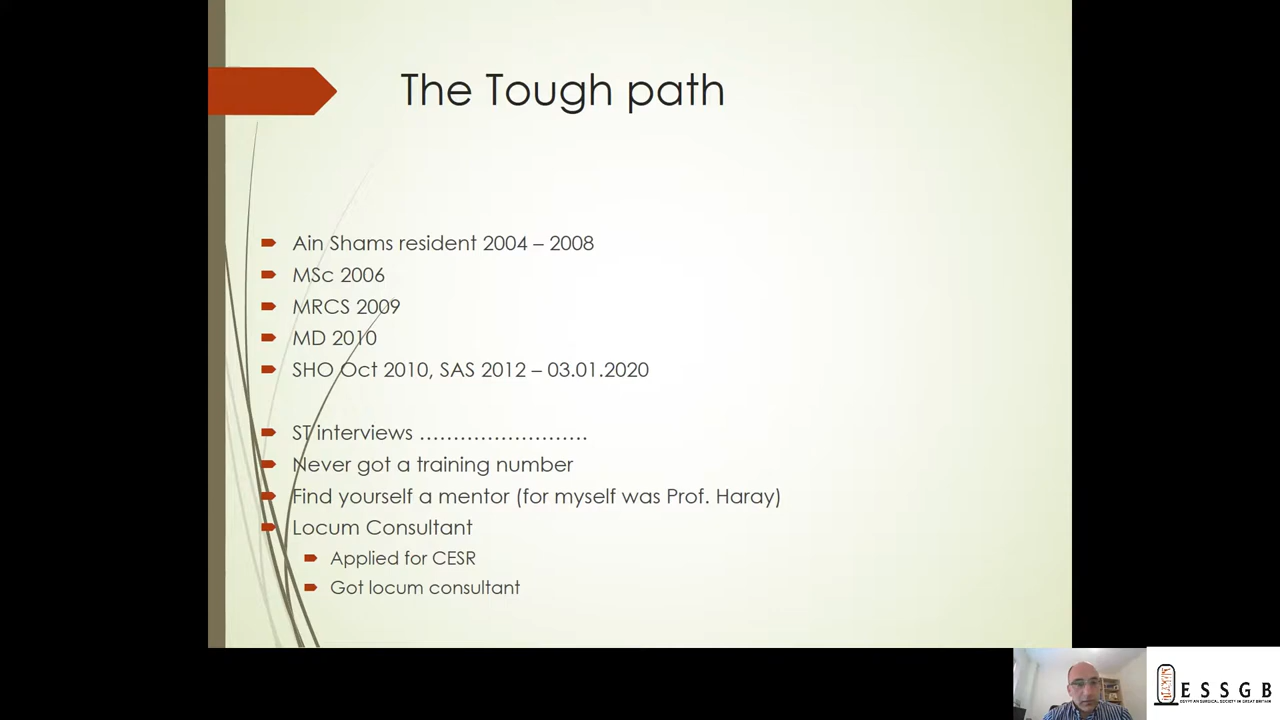 The Tough path
Ain Shams resident 2004 – 2008
MSc 2006
MRCS 2009
MD 2010
SHO Oct 2010, SAS 2012 – 03.01.2020
ST interviews …………………….
Never got a training number
Find yourself a mentor (for myself was Prof. Haray)
Locum Consultant
Applied for CESR
Got locum consultant
ESSGB
EGYPTIAN SURGICAL SOCIETY IN GREAT BRITAIN